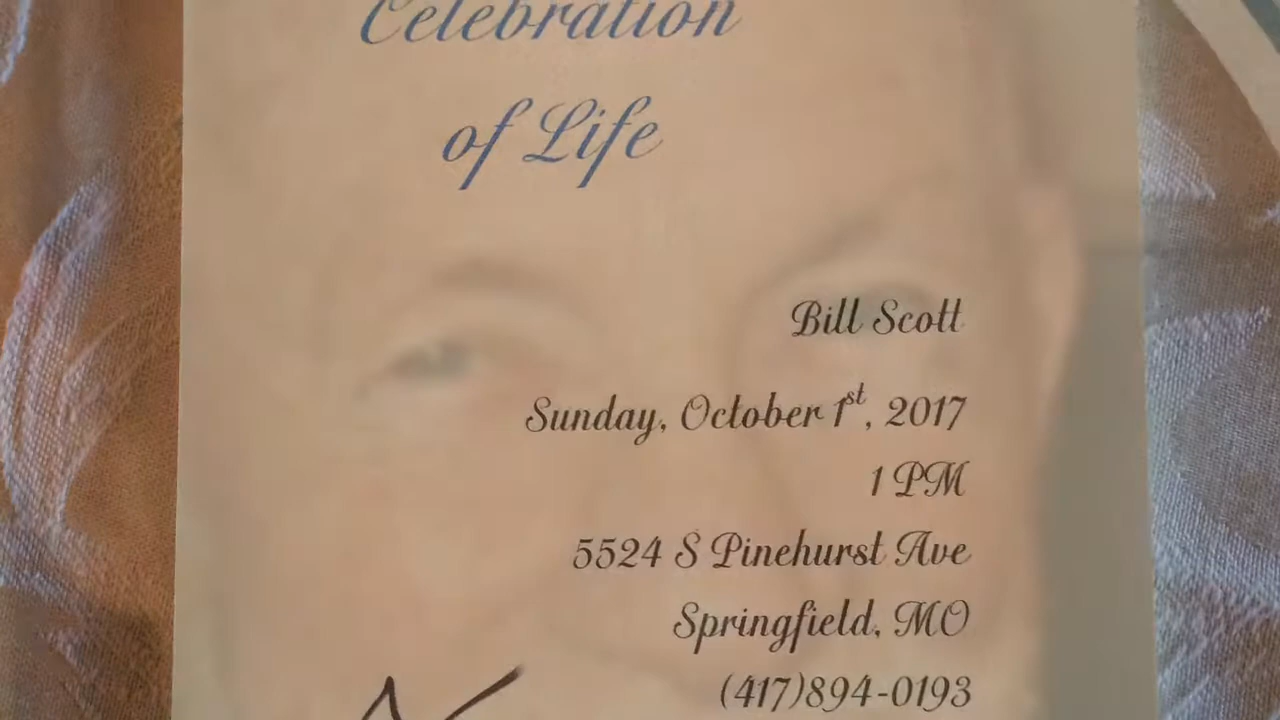 Celebration
of Life
Bill Scott
Sunday, October 1st, 2017
1 PM
5524 S Pinehurst Ave
Springfield, MO
(417)894-0193